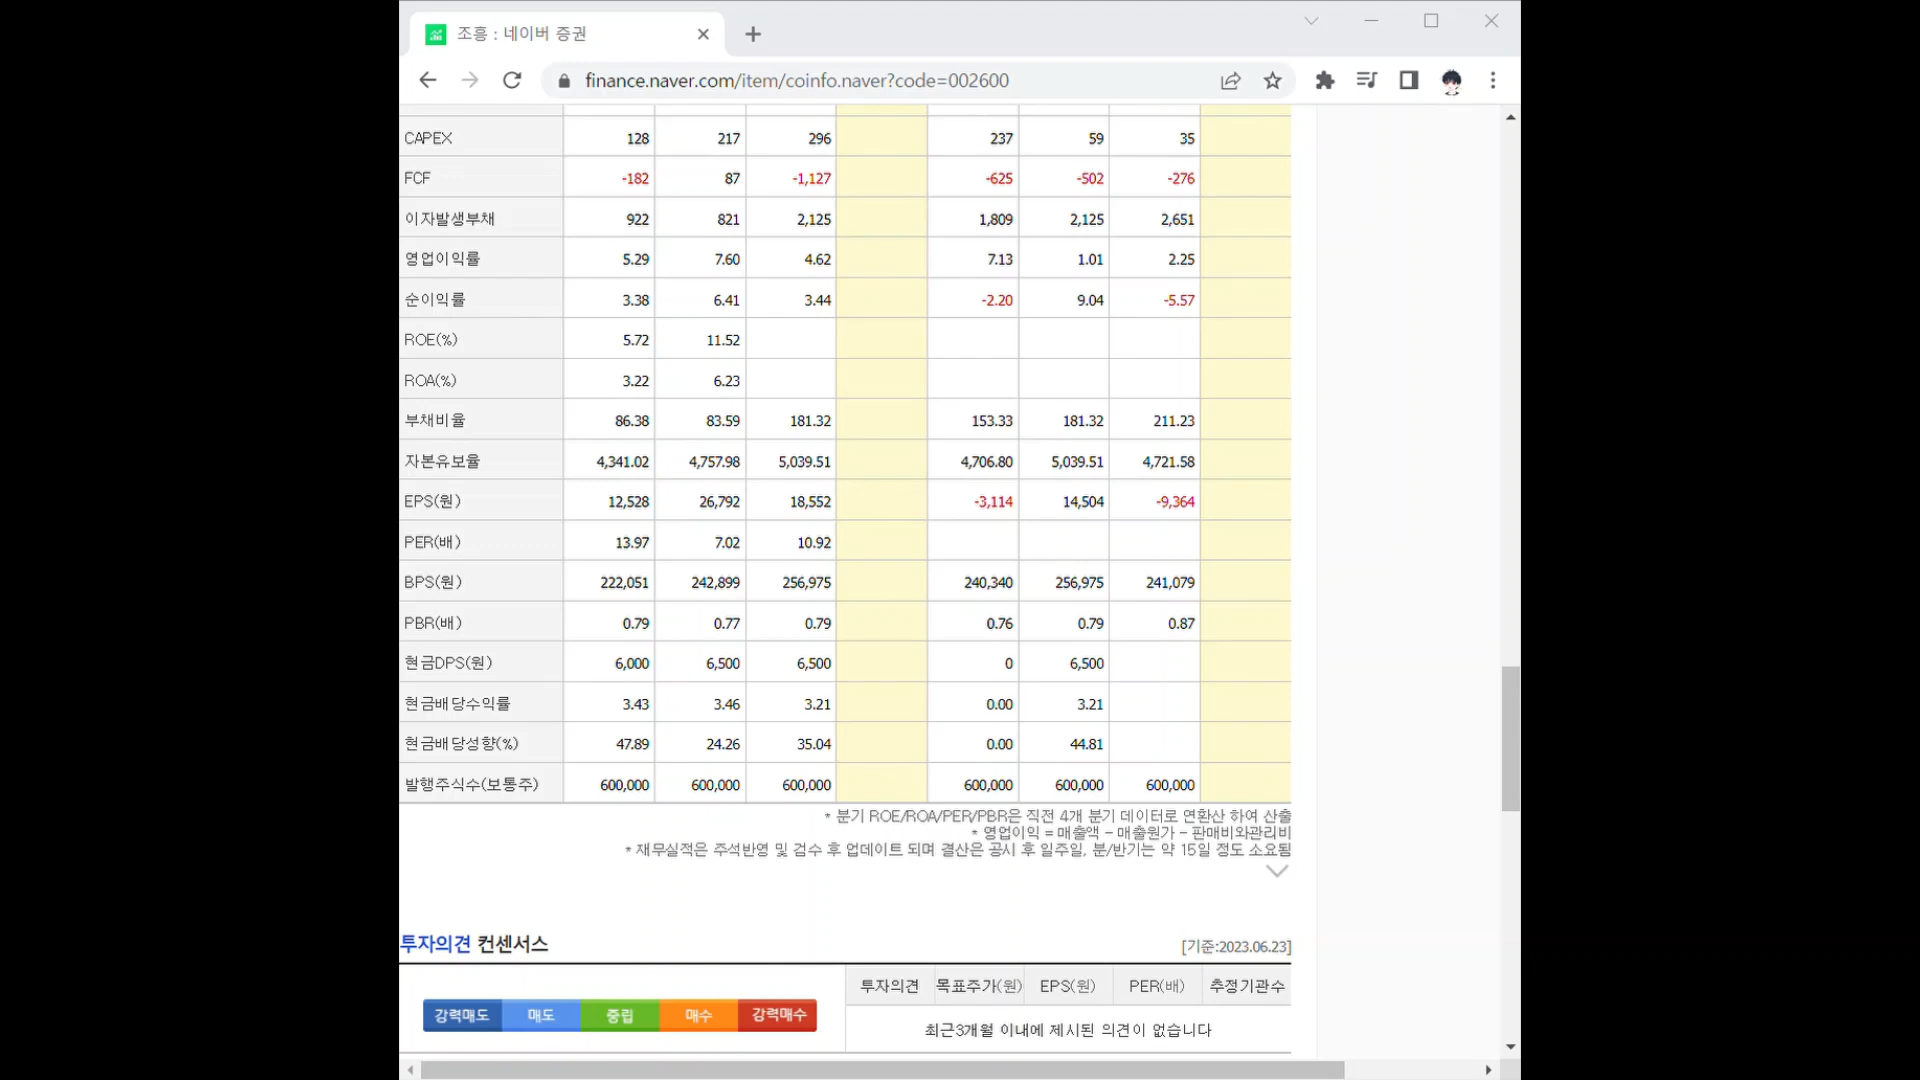 조흥 : 네이버 증권
finance.naver.com/item/coinfo.naver?code=002600
CAPEX 128 217 296 237 59 35
FCF -182 87 -1,127 -625 -502 -276
이자발생부채 922 821 2,125 1,809 2,125 2,651
영업이익률 5.29 7.60 4.62 7.13 1.01 2.25
순이익률 3.38 6.41 3.44 -2.20 9.04 -5.57
ROE(%) 5.72 11.52
ROA(%) 3.22 6.23
부채비율 86.38 83.59 181.32 153.33 181.32 211.23
자본유보율 4,341.02 4,757.98 5,039.51 4,706.80 5,039.51 4,721.58
EPS(원) 12,528 26,792 18,552 -3,114 14,504 -9,364
PER(배) 13.97 7.02 10.92
BPS(원) 222,051 242,899 256,975 240,340 256,975 241,079
PBR(배) 0.79 0.77 0.79 0.76 0.79 0.87
현금DPS(원) 6,000 6,500 6,500 0 6,500
현금배당수익률 3.43 3.46 3.21 0.00 3.21
현금배당성향(%) 47.89 24.26 35.04 0.00 44.81
발행주식수(보통주) 600,000 600,000 600,000 600,000 600,000 600,000
* 분기 ROE/ROA/PER/PBR은 직전 4개 분기 데이터로 연환산 하여 산출
* 영업이익 = 매출액 - 매출원가 - 판매비와관리비
* 재무실적은 주석반영 및 검수 후 업데이트 되며 결산은 공시 후 일주일, 분/반기는 약 15일 정도 소요됨
투자의견 컨센서스 [기준:2023.06.23]
투자의견 목표주가(원) EPS(원) PER(배) 추정기관수
강력매도 매도 중립 매수 강력매수
최근3개월 이내에 제시된 의견이 없습니다